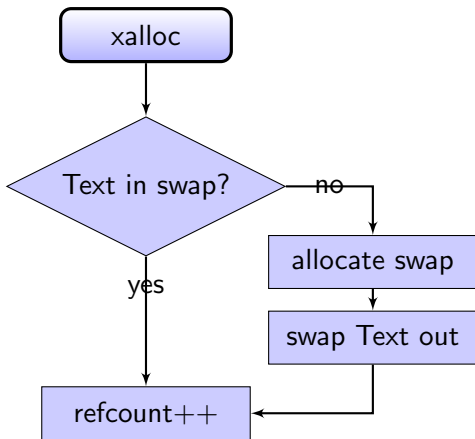 xalloc
Text in swap?
no
allocate swap
yes
swap Text out
refcount++